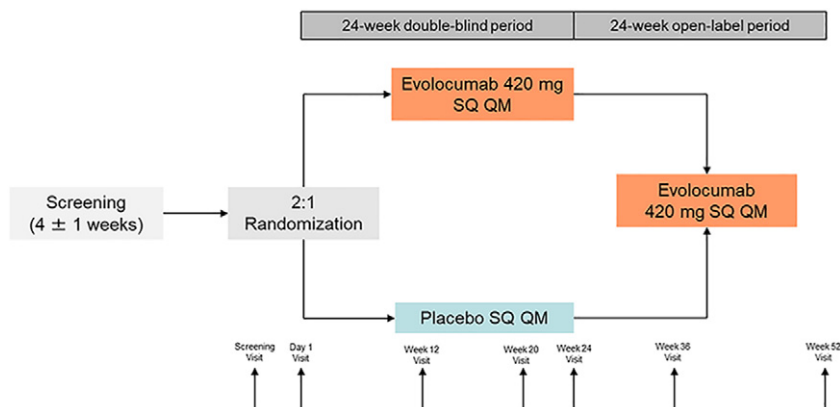 24-week double-blind period
24-week open-label period
Evolocumab 420 mg
SQ QM
Screening
(4 ± 1 weeks)
2:1
Randomization
Evolocumab
420 mg SQ QM
Placebo SQ QM
Screening
Visit
Day 1
Visit
Week 12
Visit
Week 20
Visit
Week 24
Visit
Week 36
Visit
Week 52
Visit